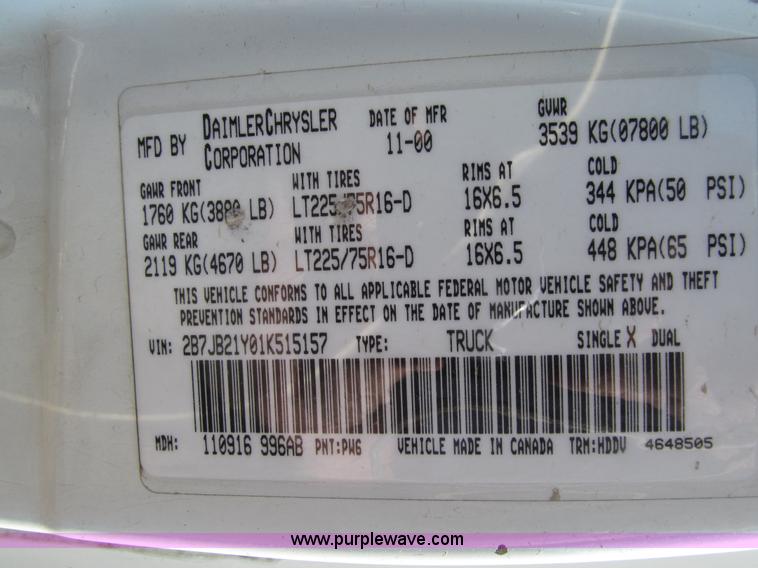 MFD BY DAIMLERCHRYSLER CORPORATION DATE OF MFR 11-00 GVWR 3539 KG(07800 LB)
GAWR FRONT WITH TIRES RIMS AT COLD
1760 KG(3880 LB) LT225/75R16-D 16X6.5 344 KPA(50 PSI)
GAWR REAR WITH TIRES RIMS AT COLD
2119 KG(4670 LB) LT225/75R16-D 16X6.5 448 KPA(65 PSI)
THIS VEHICLE CONFORMS TO ALL APPLICABLE FEDERAL MOTOR VEHICLE SAFETY AND THEFT
PREVENTION STANDARDS IN EFFECT ON THE DATE OF MANUFACTURE SHOWN ABOVE.
VIN: 2B7JB21Y01K515157 TYPE: TRUCK SINGLE X DUAL
MDH: 110916 996AB PNT:PW6 VEHICLE MADE IN CANADA TRM:HDDV 4648505
www.purplewave.com